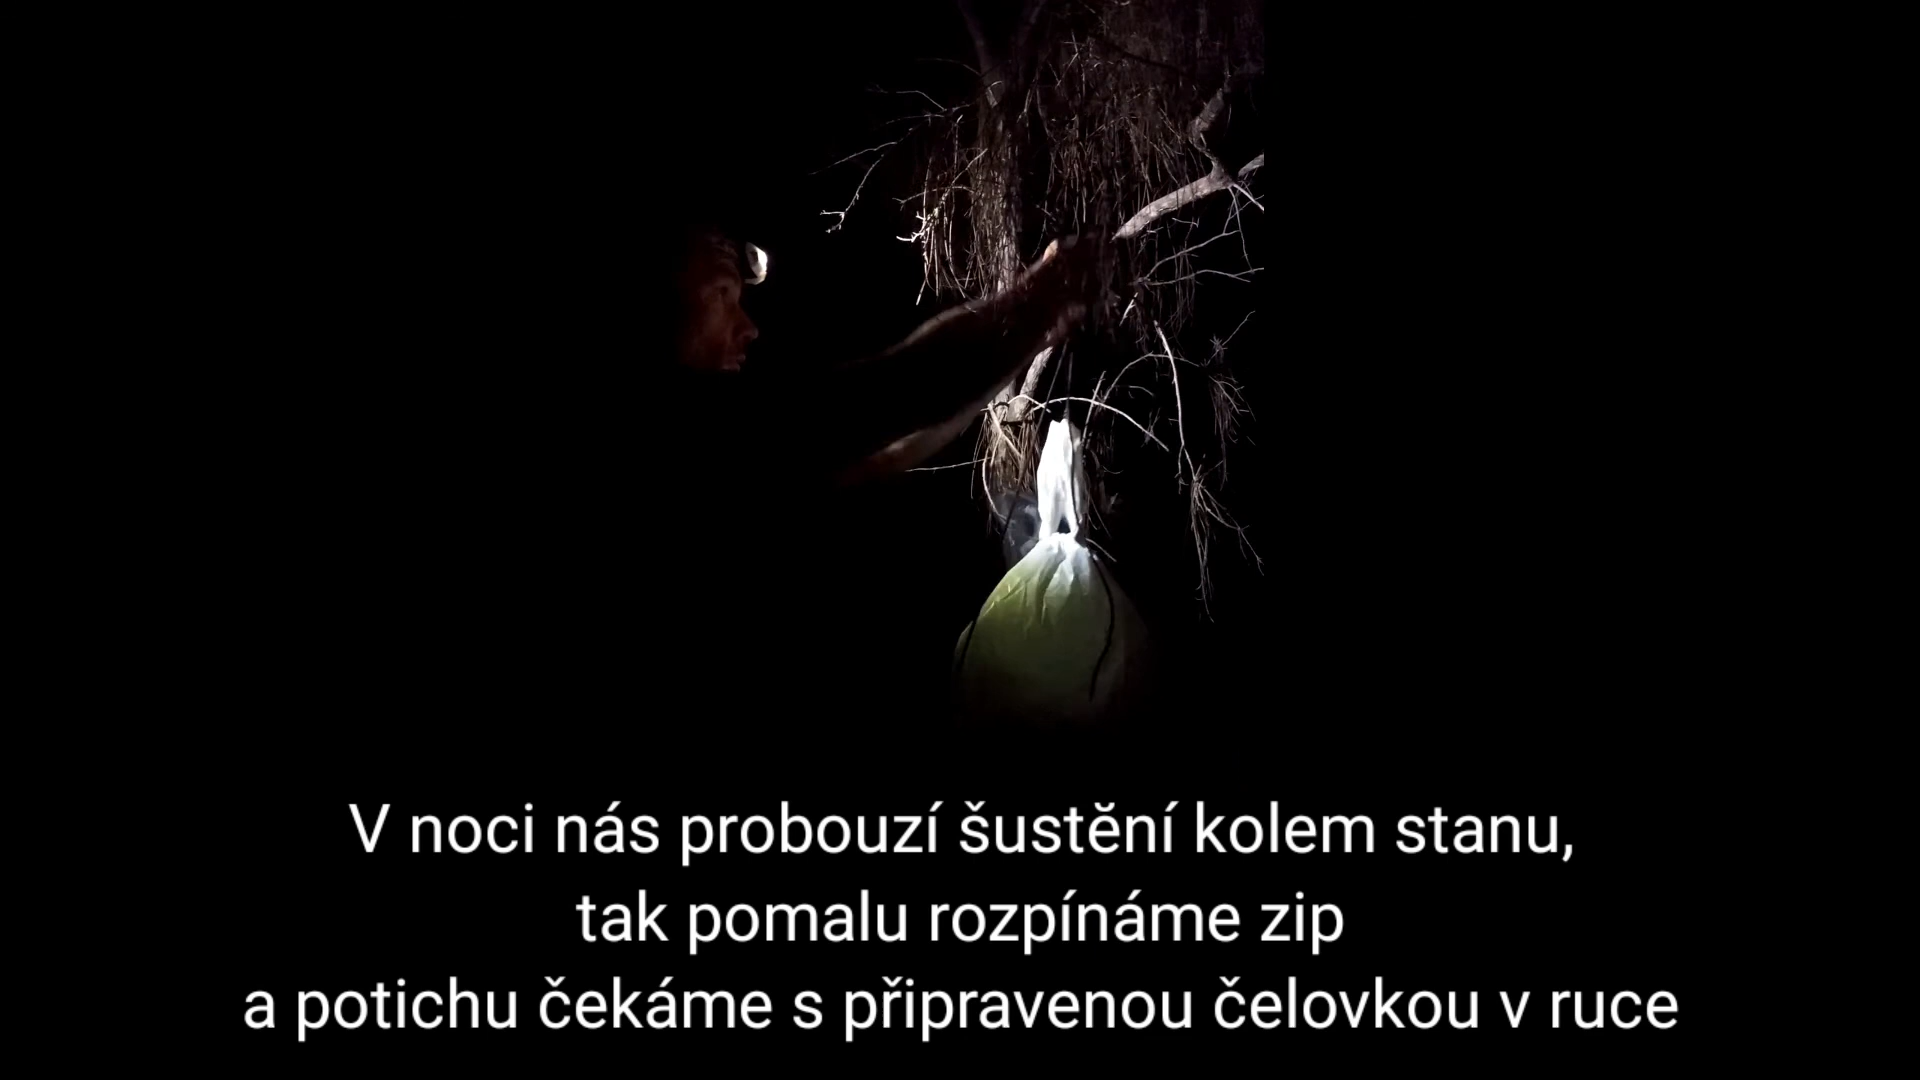 V noci nás probouzí šustění kolem stanu,
tak pomalu rozpínáme zip
a potichu čekáme s připravenou čelovkou v ruce